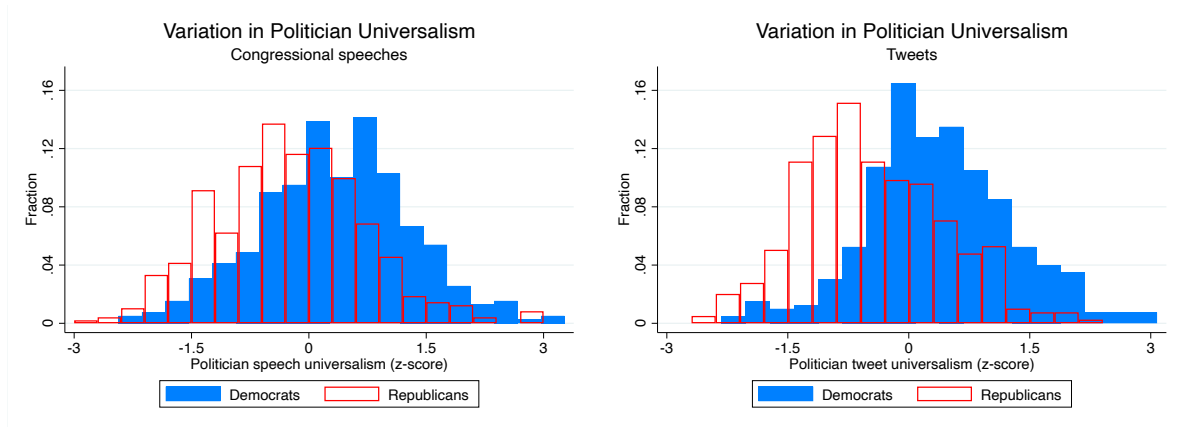 Variation in Politician Universalism
Congressional speeches
.16
.12
.08
.04
0
Fraction
-3
-1.5
0
1.5
3
Politician speech universalism (z-score)
Democrats
Republicans
Variation in Politician Universalism
Tweets
.16
.12
.08
.04
0
Fraction
-3
-1.5
0
1.5
3
Politician tweet universalism (z-score)
Democrats
Republicans